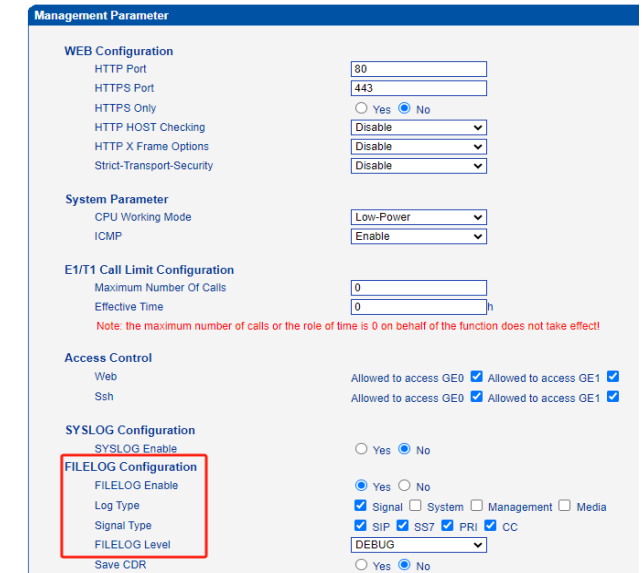 Management Parameter
WEB Configuration
HTTP Port 80
HTTPS Port 443
HTTPS Only Yes No
HTTP HOST Checking Disable
HTTP X Frame Options Disable
Strict-Transport-Security Disable
System Parameter
CPU Working Mode Low-Power
ICMP Enable
E1/T1 Call Limit Configuration
Maximum Number Of Calls 0
Effective Time 0 h
Note: the maximum number of calls or the role of time is 0 on behalf of the function does not take effect!
Access Control
Web Allowed to access GE0 Allowed to access GE1
Ssh Allowed to access GE0 Allowed to access GE1
SYSLOG Configuration
SYSLOG Enable Yes No
FILELOG Configuration
FILELOG Enable Yes No
Log Type Signal System Management Media
Signal Type SIP SS7 PRI CC
FILELOG Level DEBUG
Save CDR Yes No